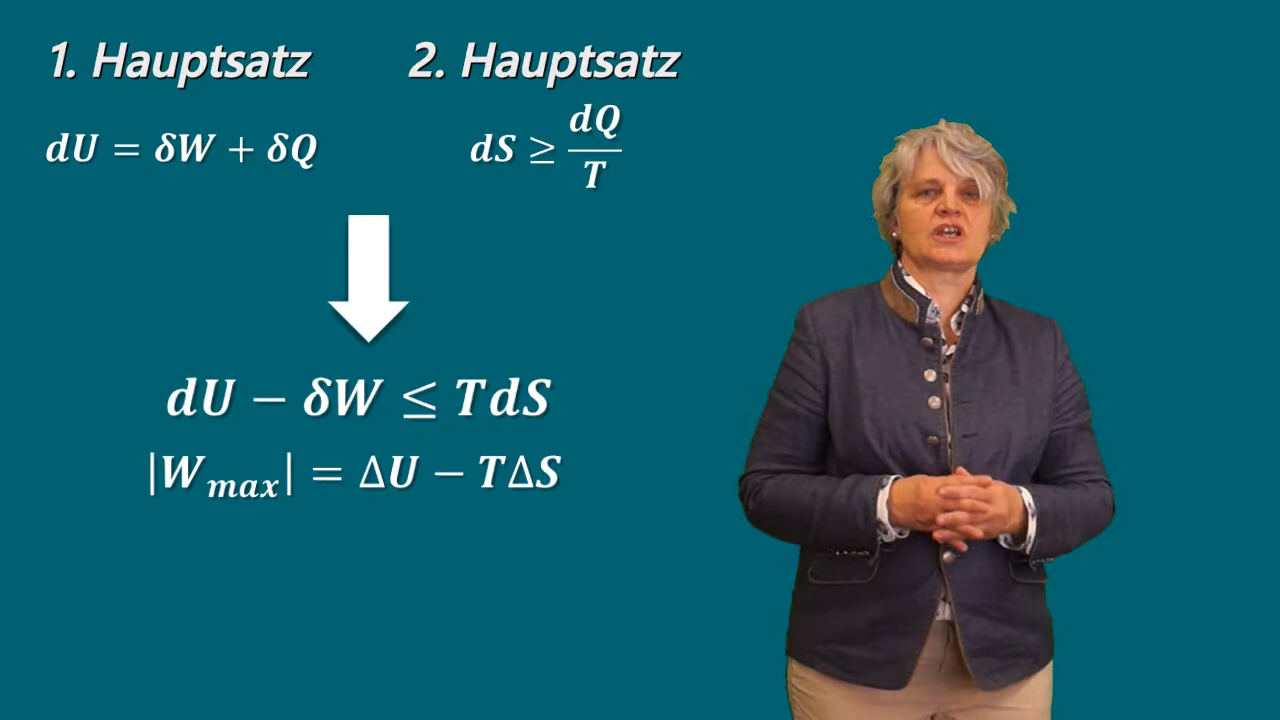 1. Hauptsatz
dU = δW + δQ
2. Hauptsatz
dS ≥ dQ/T
dU − δW ≤ TdS
|W_max| = ΔU − TΔS